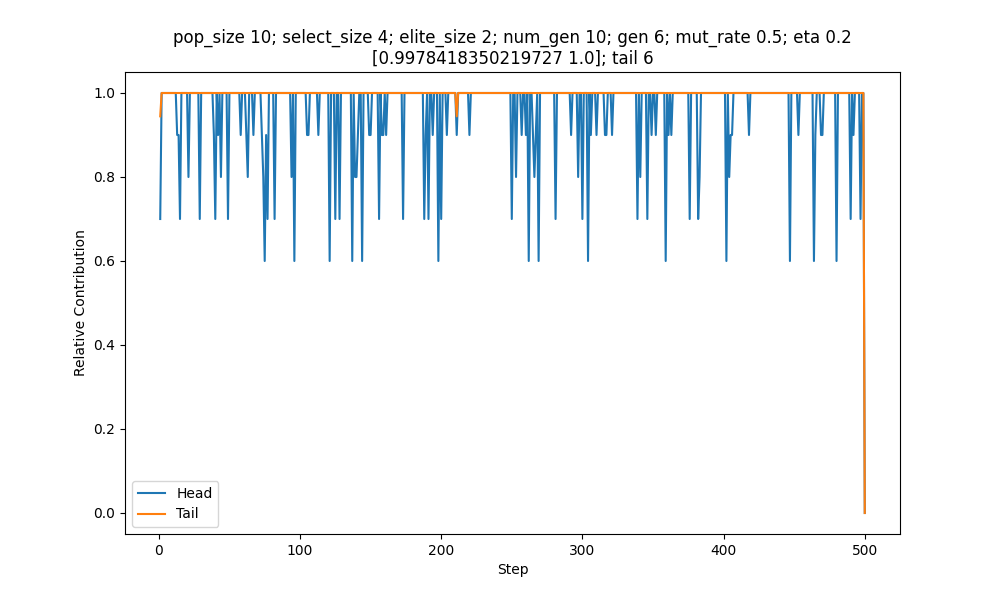 pop_size 10; select_size 4; elite_size 2; num_gen 10; gen 6; mut_rate 0.5; eta 0.2
[0.9978418350219727 1.0]; tail 6
Relative Contribution
1.0
0.8
0.6
0.4
0.2
0.0
Head
Tail
0
100
200
300
400
500
Step